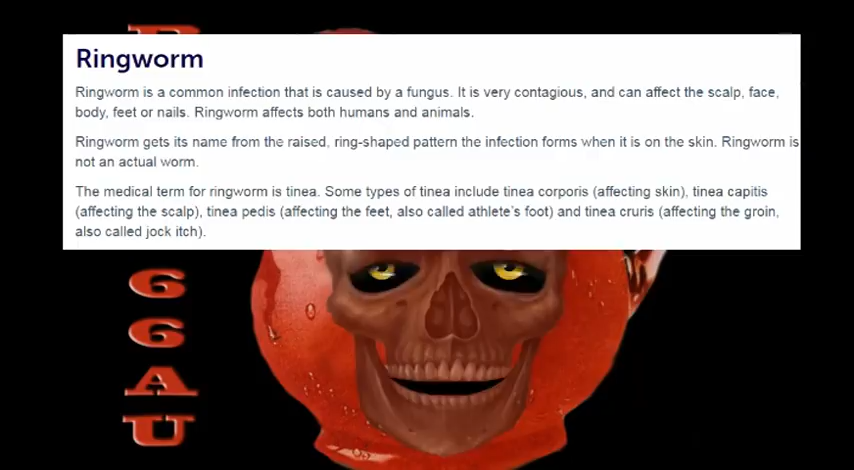 Ringworm
Ringworm is a common infection that is caused by a fungus. It is very contagious, and can affect the scalp, face,
body, feet or nails. Ringworm affects both humans and animals.
Ringworm gets its name from the raised, ring-shaped pattern the infection forms when it is on the skin. Ringworm is
not an actual worm.
The medical term for ringworm is tinea. Some types of tinea include tinea corporis (affecting skin), tinea capitis
(affecting the scalp), tinea pedis (affecting the feet, also called athlete's foot) and tinea cruris (affecting the groin,
also called jock itch).
6
6
A
U